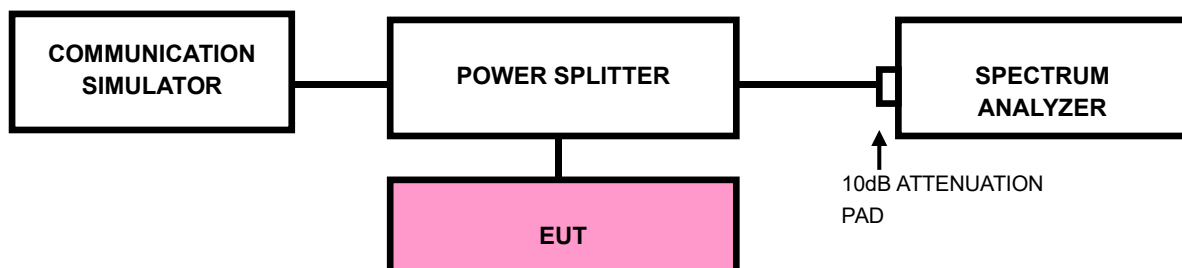 COMMUNICATION
SIMULATOR
POWER SPLITTER
SPECTRUM
ANALYZER
10dB ATTENUATION
PAD
EUT